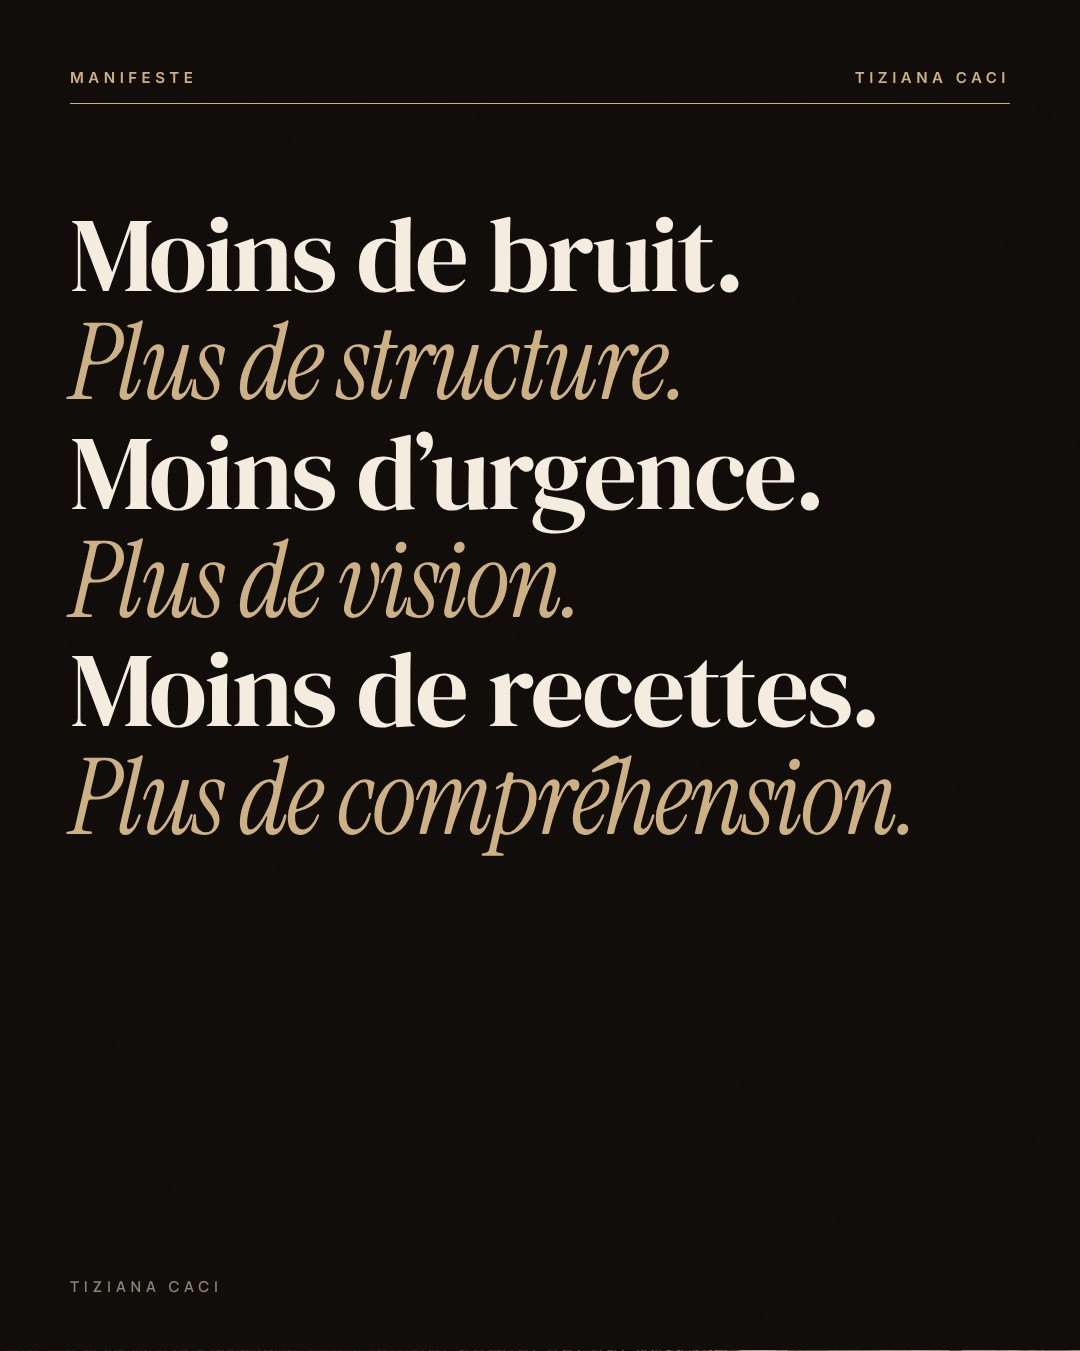 MANIFESTE
TIZIANA CACI
Moins de bruit.
Plus de structure.
Moins d’urgence.
Plus de vision.
Moins de recettes.
Plus de compréhension.
TIZIANA CACI